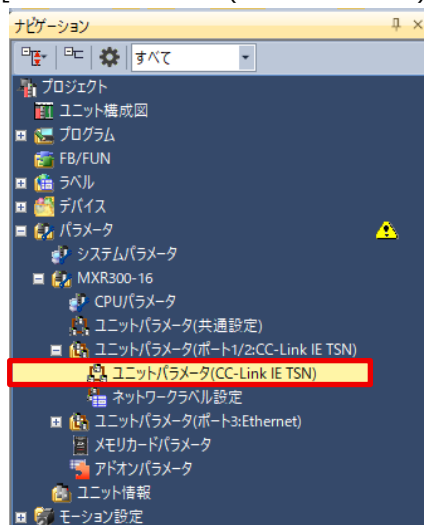 ナビゲーション
すべて
プロジェクト
ユニット構成図
プログラム
FB/FUN
ラベル
デバイス
パラメータ
システムパラメータ
MXR300-16
CPUパラメータ
ユニットパラメータ(共通設定)
ユニットパラメータ(ポート1/2:CC-Link IE TSN)
ユニットパラメータ(CC-Link IE TSN)
ネットワークラベル設定
ユニットパラメータ(ポート3:Ethernet)
メモリカードパラメータ
アドオンパラメータ
ユニット情報
モーション設定